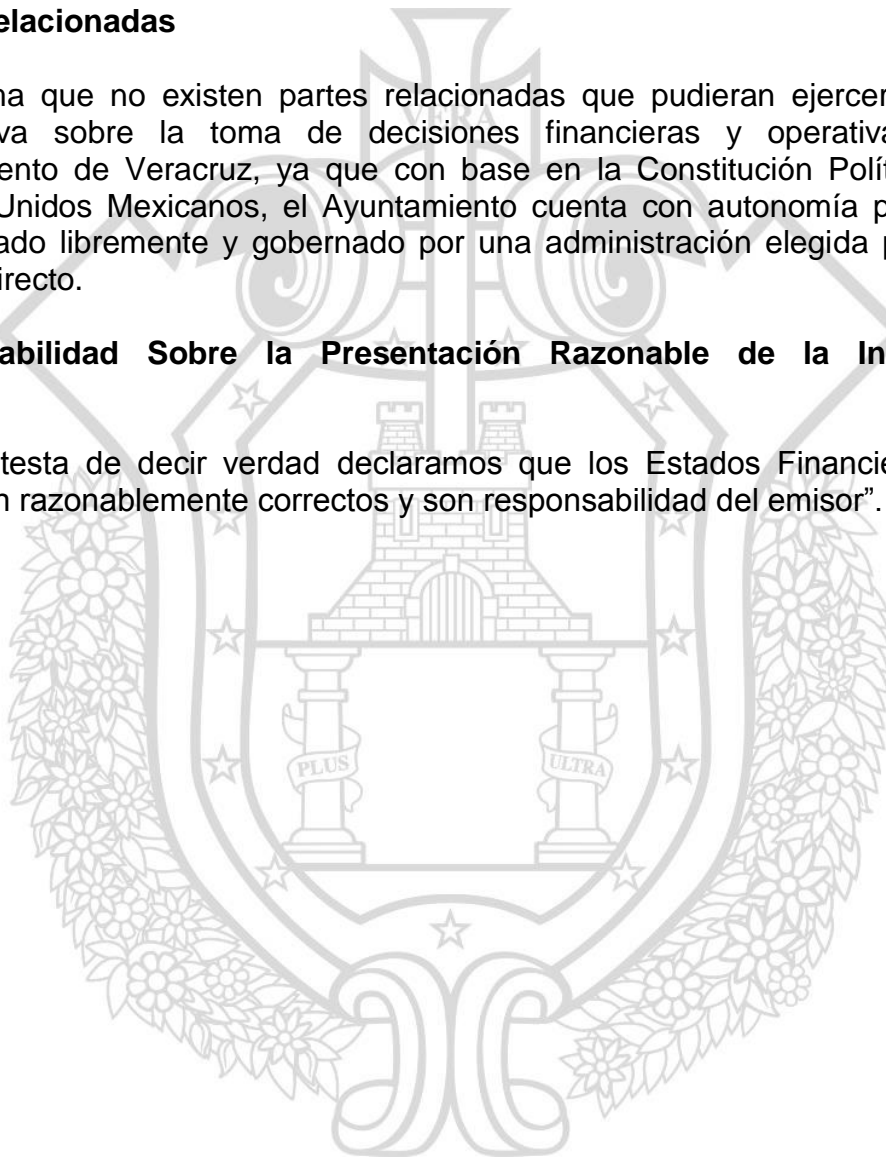 elacionadas
na que no existen partes relacionadas que pudieran ejercer
va sobre la toma de decisiones financieras y operativa
ento de Veracruz, ya que con base en la Constitución Polít
Unidos Mexicanos, el Ayuntamiento cuenta con autonomía p
ado libremente y gobernado por una administración elegida p
irecto.
abilidad Sobre la Presentación Razonable de la In
testa de decir verdad declaramos que los Estados Financie
n razonablemente correctos y son responsabilidad del emisor”.
VERA
PLUS ULTRA